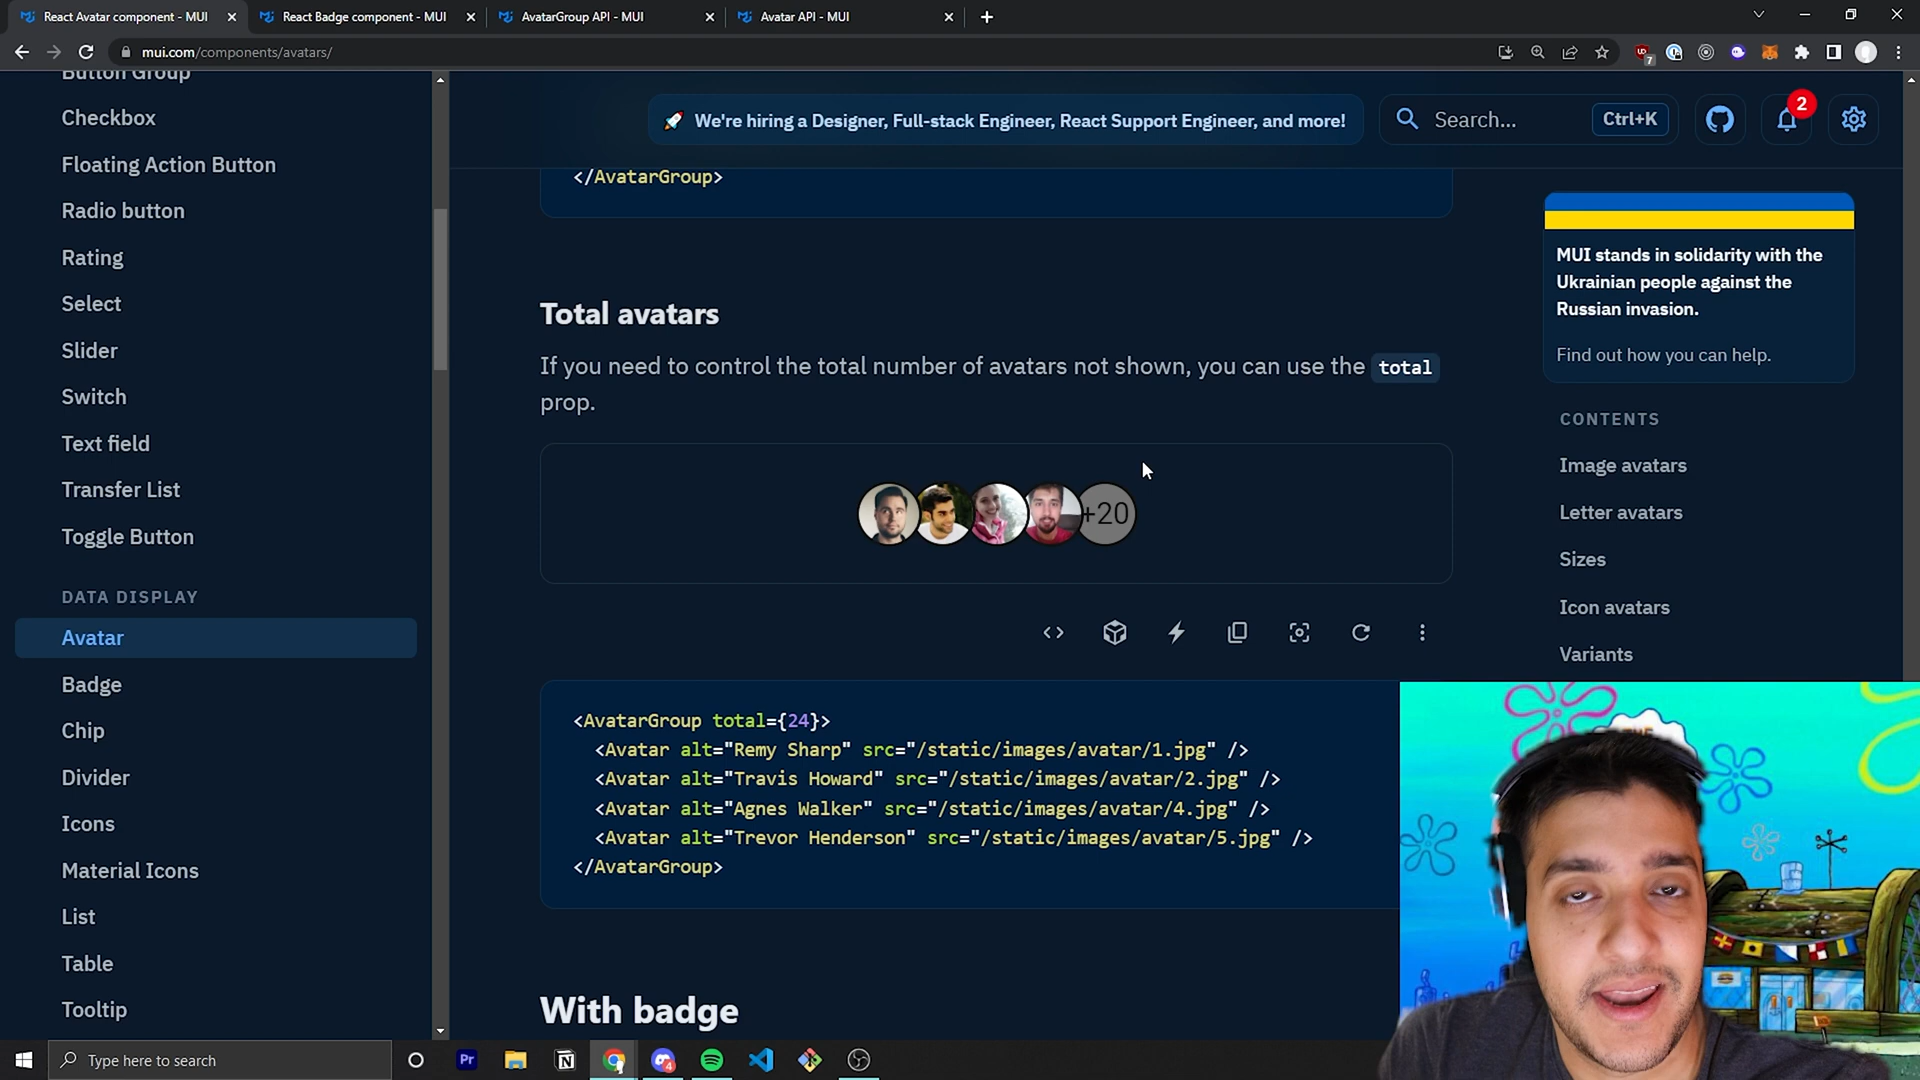 React Avatar component - MUI
React Badge component - MUI
AvatarGroup API - MUI
Avatar API - MUI
mui.com/components/avatars/
7
Button Group
Checkbox
Floating Action Button
Radio button
Rating
Select
Slider
Switch
Text field
Transfer List
Toggle Button
DATA DISPLAY
Avatar
Badge
Chip
Divider
Icons
Material Icons
List
Table
Tooltip
🚀 We're hiring a Designer, Full-stack Engineer, React Support Engineer, and more!
Search...
Ctrl+K
2
</AvatarGroup>
Total avatars
If you need to control the total number of avatars not shown, you can use the total
prop.
+20
<AvatarGroup total={24}>
<Avatar alt="Remy Sharp" src="/static/images/avatar/1.jpg" />
<Avatar alt="Travis Howard" src="/static/images/avatar/2.jpg" />
<Avatar alt="Agnes Walker" src="/static/images/avatar/4.jpg" />
<Avatar alt="Trevor Henderson" src="/static/images/avatar/5.jpg" />
</AvatarGroup>
With badge
MUI stands in solidarity with the
Ukrainian people against the
Russian invasion.
Find out how you can help.
CONTENTS
Image avatars
Letter avatars
Sizes
Icon avatars
Variants
Type here to search
Pr
4